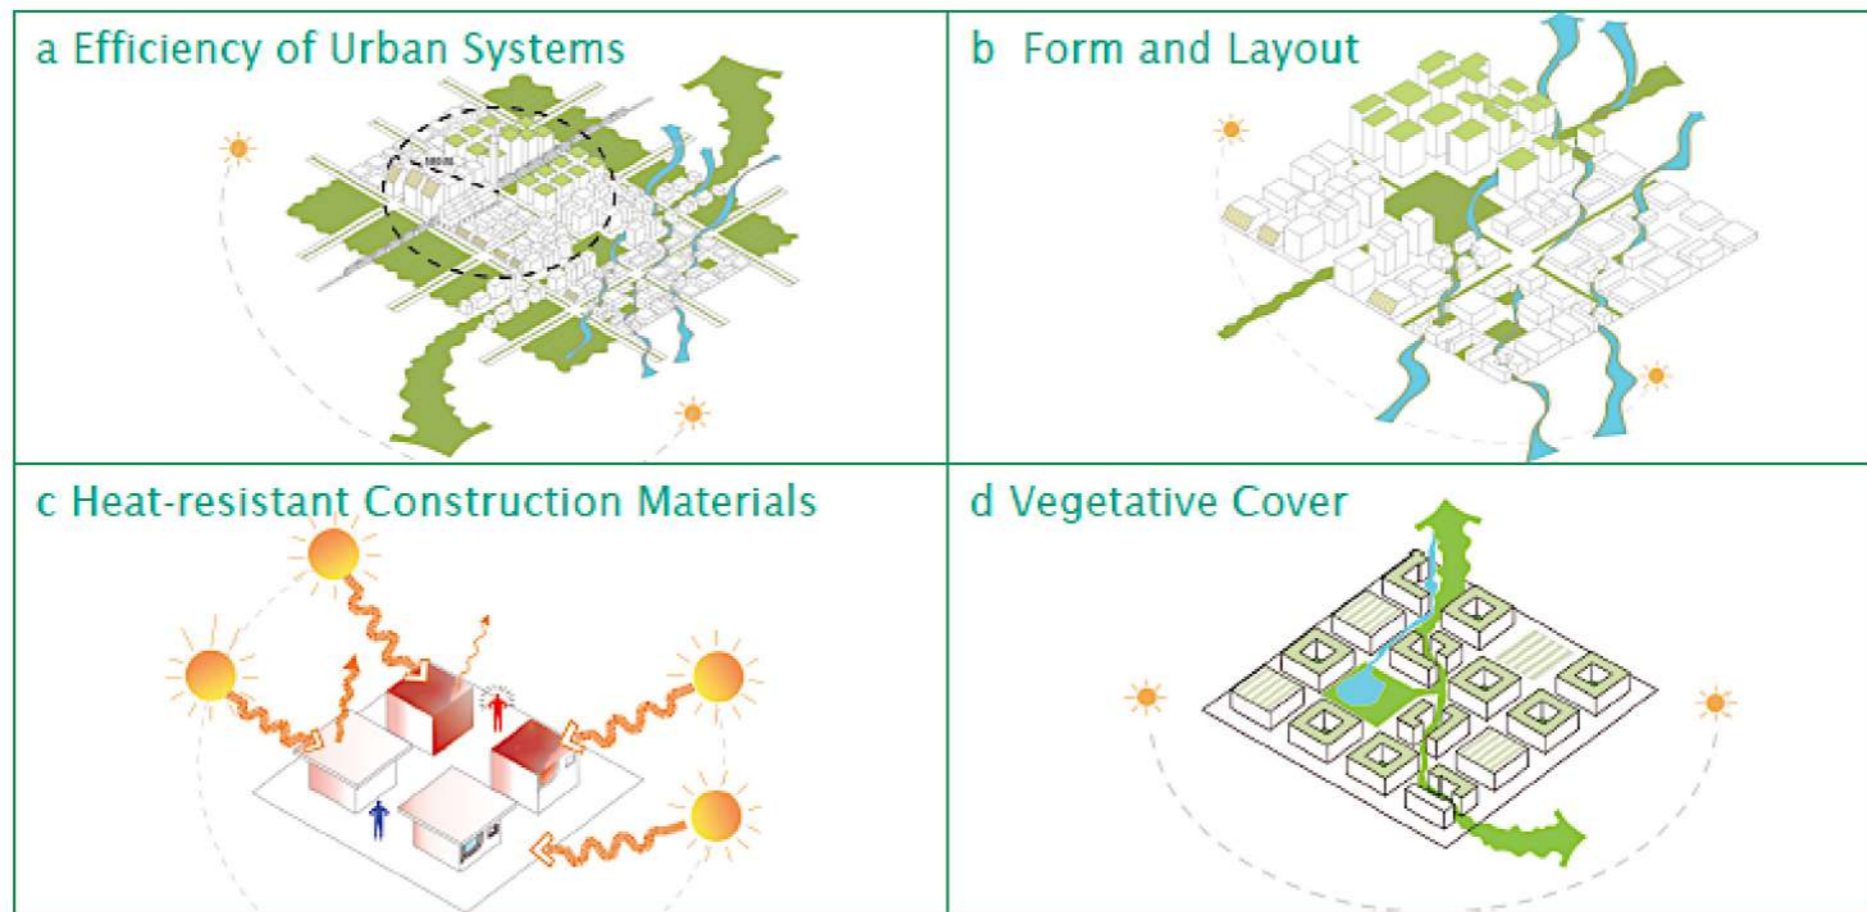 a Efficiency of Urban Systems
b Form and Layout
c Heat-resistant Construction Materials
d Vegetative Cover